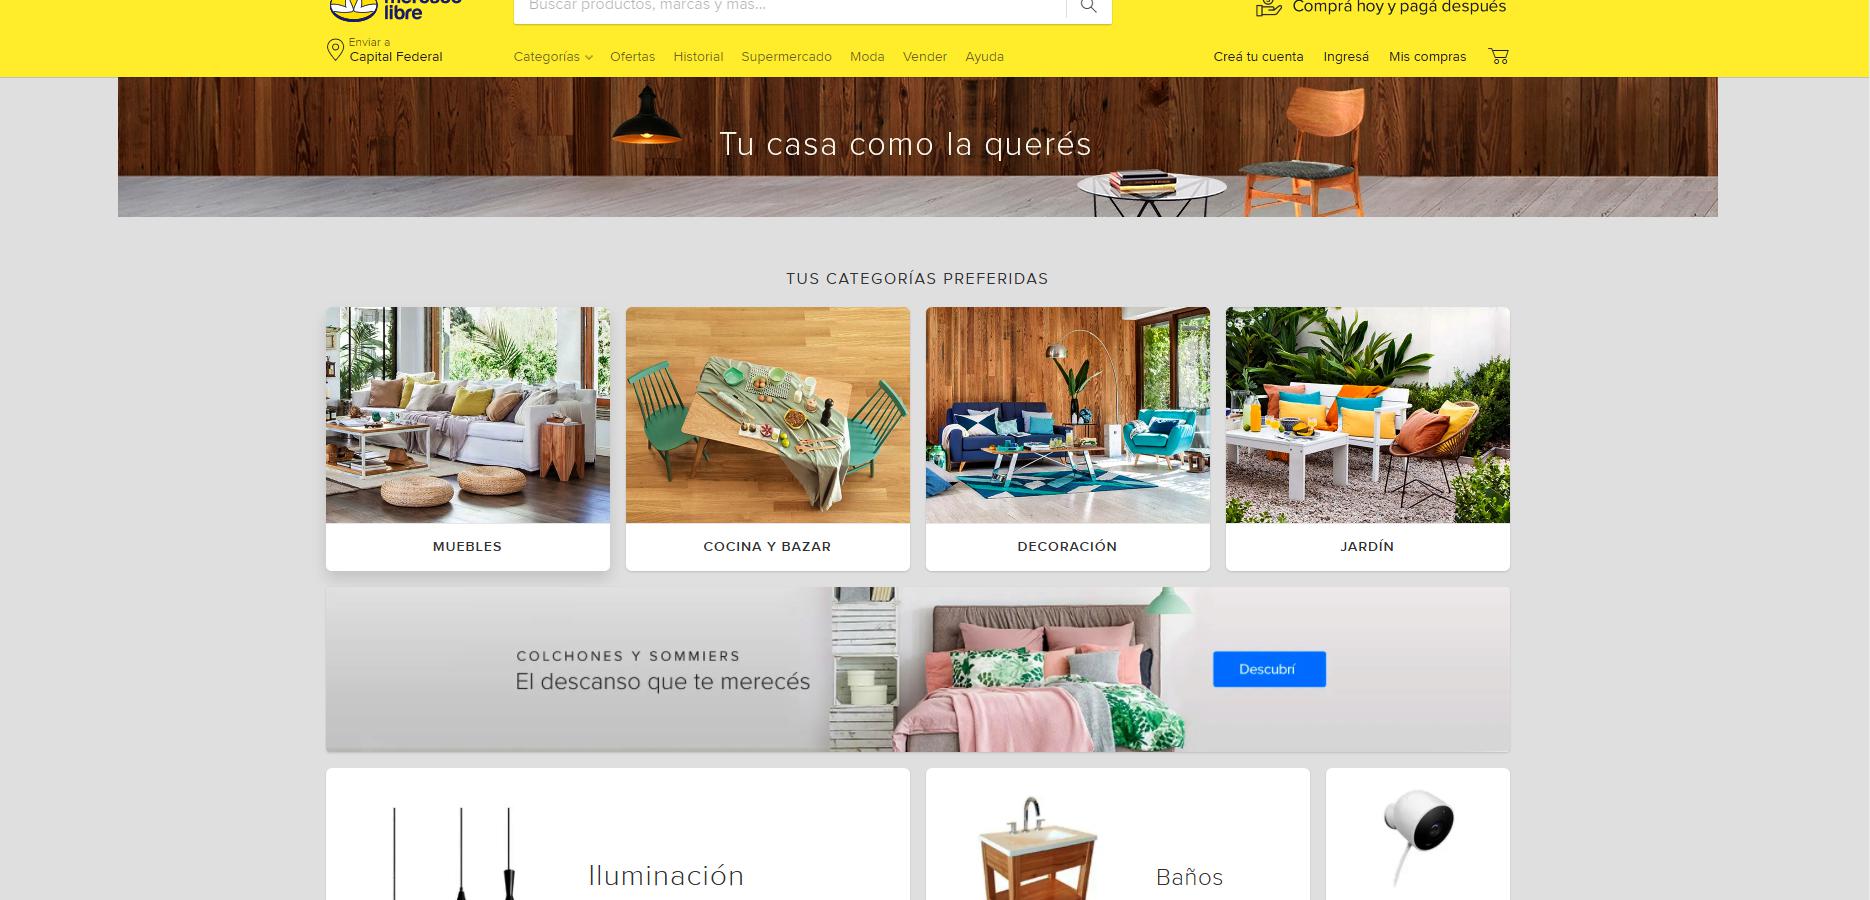 libre
Buscar productos, marcas y más...
Comprá hoy y pagá después
Enviar a
Capital Federal
Categorías
Ofertas
Historial
Supermercado
Moda
Vender
Ayuda
Creá tu cuenta
Ingresá
Mis compras
Tu casa como la querés
TUS CATEGORÍAS PREFERIDAS
MUEBLES
COCINA Y BAZAR
DECORACIÓN
JARDÍN
COLCHONES Y SOMMIERS
El descanso que te merecés
Descubrí
Iluminación
Baños